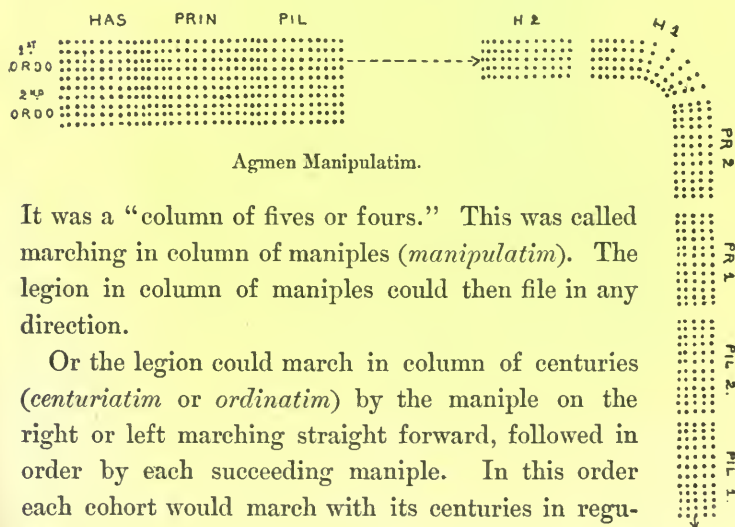 HAS PRIN PIL H 2 H 1
1ST
ORDO
2ND
ORDO
PR 2
PR 1
PIL 2.
PIL 1.
Agmen Manipulatim.
It was a “column of fives or fours.” This was called
marching in column of maniples (manipulatim). The
legion in column of maniples could then file in any
direction.
Or the legion could march in column of centuries
(centuriatim or ordinatim) by the maniple on the
right or left marching straight forward, followed in
order by each succeeding maniple. In this order
each cohort would march with its centuries in regu-